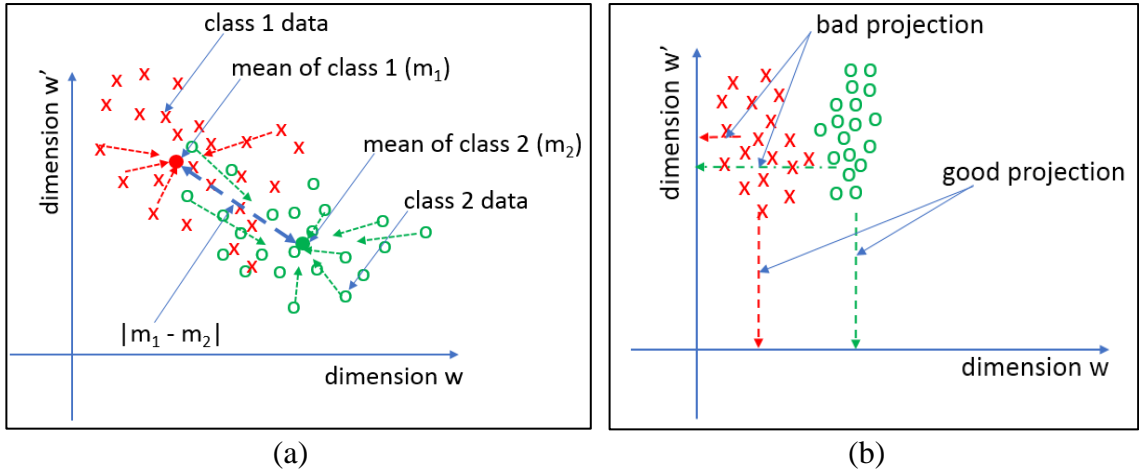 class 1 data
mean of class 1 (m₁)
dimension w'
mean of class 2 (m₂)
class 2 data
|m₁ - m₂|
dimension w
(a)
bad projection
dimension w'
good projection
dimension w
(b)